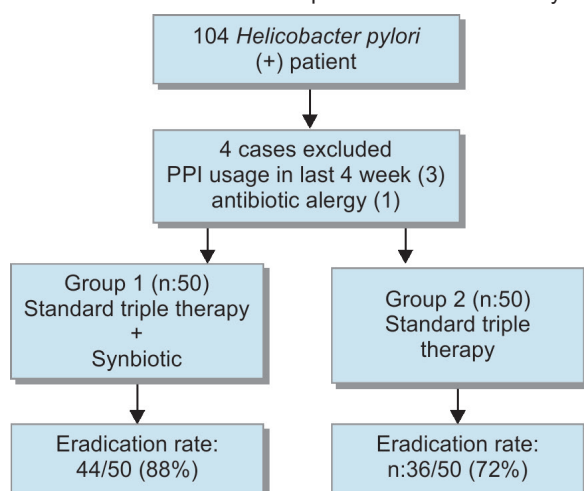 104 Helicobacter pylori
(+) patient
4 cases excluded
PPI usage in last 4 week (3)
antibiotic alergy (1)
Group 1 (n:50)
Standard triple therapy
+
Synbiotic
Group 2 (n:50)
Standard triple
therapy
Eradication rate:
44/50 (88%)
Eradication rate:
n:36/50 (72%)